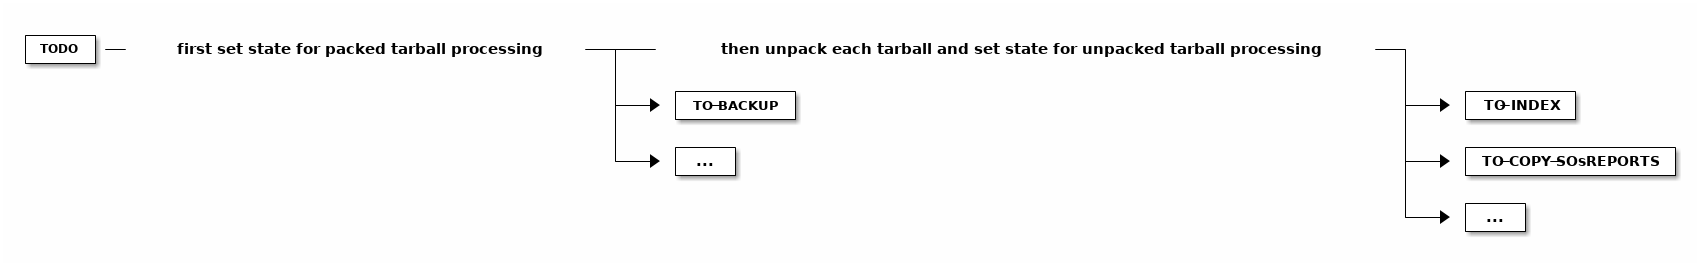 TODO first set state for packed tarball processing then unpack each tarball and set state for unpacked tarball processing
TO-BACKUP TO-INDEX
... TO-COPY-SOsREPORTS
...